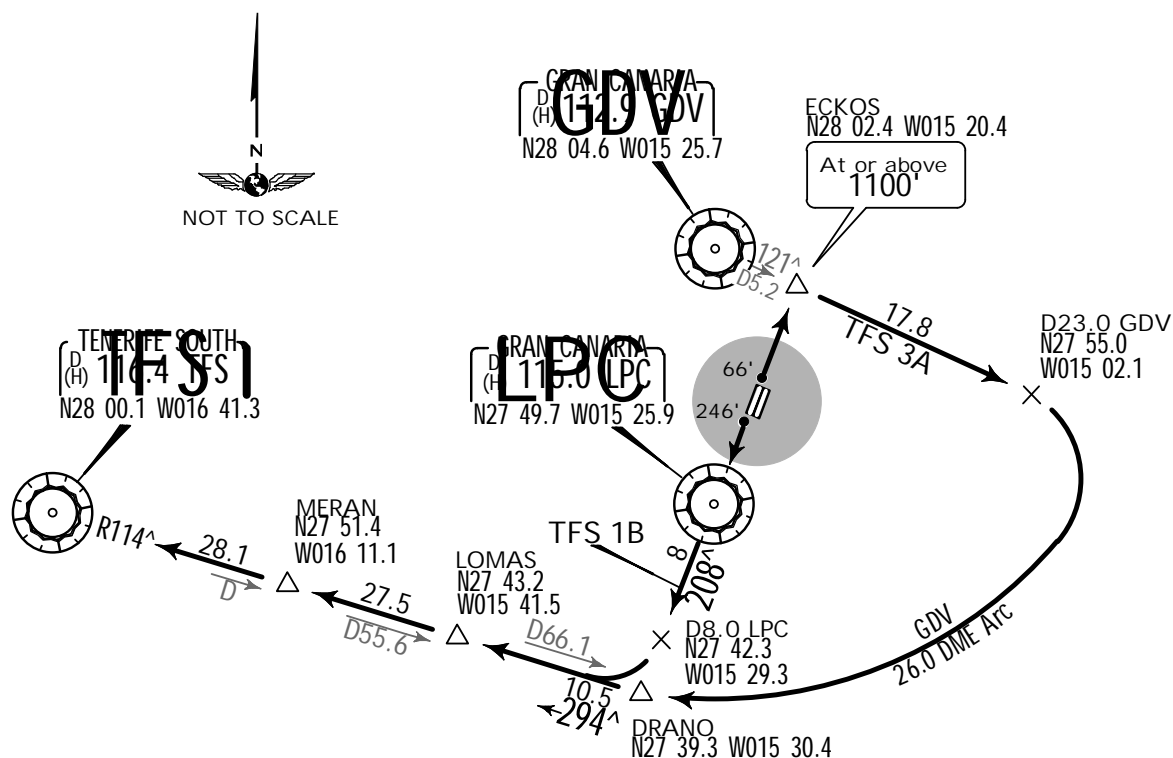 GRAN CANARIA
D
(H) 112.9 GDV
GDV
N28 04.6 W015 25.7
ECKOS
N28 02.4 W015 20.4
At or above
1100'
N
NOT TO SCALE
121^
D5.2
17.8
TFS 3A
D23.0 GDV
N27 55.0
W015 02.1
TENERIFE SOUTH
D
(H) 116.4 TFS
TFS1
N28 00.1 W016 41.3
GRAN CANARIA
D
(H) 115.0 LPC
LPC
N27 49.7 W015 25.9
66'
246'
R114^
28.1
D
MERAN
N27 51.4
W016 11.1
27.5
D55.6
LOMAS
N27 43.2
W015 41.5
TFS 1B
8
208^
D66.1
10.5
294^
D8.0 LPC
N27 42.3
W015 29.3
DRANO
N27 39.3 W015 30.4
GDV
26.0 DME Arc